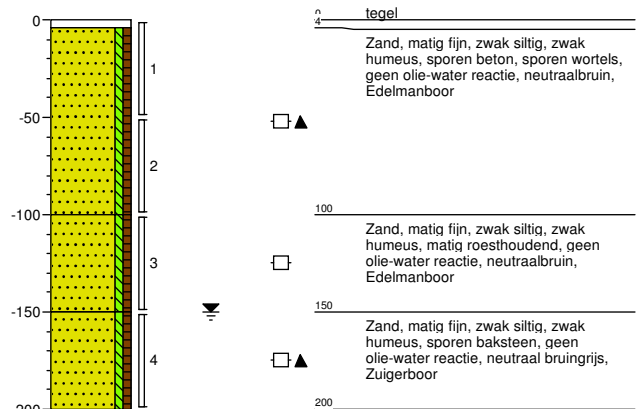 0
-50
-100
-150
-200
1
2
3
4
0
4
tegel
Zand, matig fijn, zwak siltig, zwak
humeus, sporen beton, sporen wortels,
geen olie-water reactie, neutraalbruin,
Edelmanboor
100
Zand, matig fijn, zwak siltig, zwak
humeus, matig roesthoudend, geen
olie-water reactie, neutraalbruin,
Edelmanboor
150
Zand, matig fijn, zwak siltig, zwak
humeus, sporen baksteen, geen
olie-water reactie, neutraal bruingrijs,
Zuigerboor
200